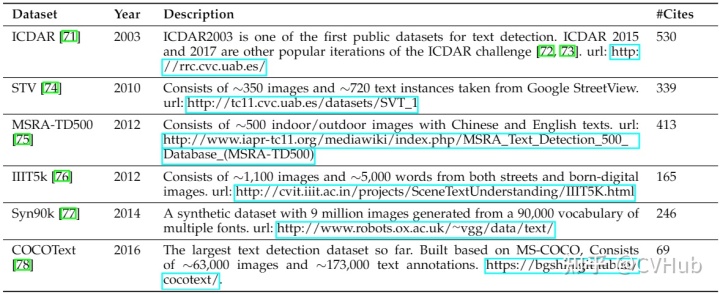 Dataset Year Description #Cites
ICDAR [71] 2003 ICDAR2003 is one of the first public datasets for text detection. ICDAR 2015 530
and 2017 are other popular iterations of the ICDAR challenge [72, 73]. url: http:
//rrc.cvc.uab.es/
STV [74] 2010 Consists of ∼350 images and ∼720 text instances taken from Google StreetView. 339
url: http://tc11.cvc.uab.es/datasets/SVT_1
MSRA-TD500 2012 Consists of ∼500 indoor/outdoor images with Chinese and English texts. url: 413
[75] http://www.iapr-tc11.org/mediawiki/index.php/MSRA_Text_Detection_500_
Database_(MSRA-TD500)
IIIT5k [76] 2012 Consists of ∼1,100 images and ∼5,000 words from both streets and born-digital 165
images. url: http://cvit.iiit.ac.in/projects/SceneTextUnderstanding/IIIT5K.html
Syn90k [77] 2014 A synthetic dataset with 9 million images generated from a 90,000 vocabulary of 246
multiple fonts. url: http://www.robots.ox.ac.uk/~vgg/data/text/
COCOText 2016 The largest text detection dataset so far. Built based on MS-COCO, Consists 69
[78] of ∼63,000 images and ∼173,000 text annotations.
cocotext/.
知乎 @CVHub